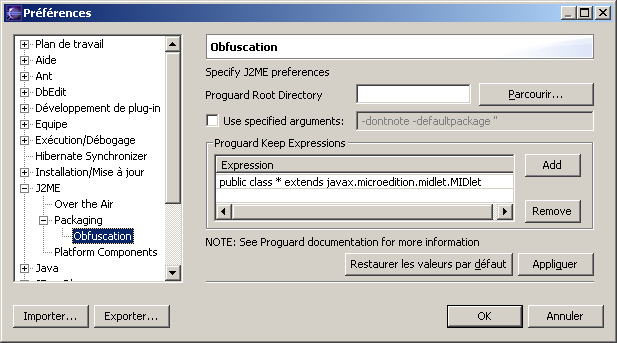 Préférences
Plan de travail
Aide
Ant
DbEdit
Développement de plug-in
Equipe
Exécution/Débogage
Hibernate Synchronizer
Installation/Mise à jour
J2ME
Over the Air
Packaging
Obfuscation
Platform Components
Java
Obfuscation
Specify J2ME preferences
Proguard Root Directory
Parcourir...
Use specified arguments:
-dontnote -defaultpackage ''
Proguard Keep Expressions
Expression
public class * extends javax.microedition.midlet.MIDlet
Add
Remove
NOTE: See Proguard documentation for more information
Restaurer les valeurs par défaut
Appliquer
Importer...
Exporter...
OK
Annuler